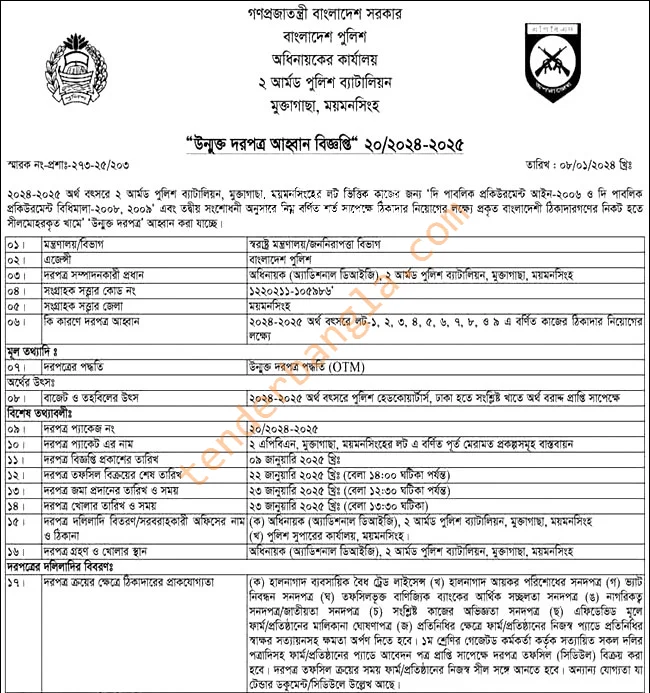 গণপ্রজাতন্ত্রী বাংলাদেশ সরকার
বাংলাদেশ পুলিশ
অধিনায়কের কার্যালয়
২ আর্মড পুলিশ ব্যাটালিয়ন
মুক্তাগাছা, ময়মনসিংহ
“উন্মুক্ত দরপত্র আহ্বান বিজ্ঞপ্তি” ২০/২০২৪-২০২৫
স্মারক নং-প্রশাঃ-২৭৩-২৫/২০৩ তারিখ : ০৮/০১/২০২৪ খ্রিঃ
২০২৪-২০২৫ অর্থ বৎসরে ২ আর্মড পুলিশ ব্যাটালিয়ন, মুক্তাগাছা, ময়মনসিংহের লট ভিত্তিক কাজের জন্য ‘দি পাবলিক প্রকিউরমেন্ট আইন-২০০৬ ও দি পাবলিক
প্রকিউরমেন্ট বিধিমালা-২০০৮, ২০০৯’ এবং তদ্বীয় সংশোধনী অনুসারে নিম্ন বর্ণিত শর্ত সাপেক্ষে ঠিকাদার নিয়োগের লক্ষ্যে প্রকৃত বাংলাদেশী ঠিকাদারগণের নিকট হতে
সীলমোহরকৃত খামে ‘উন্মুক্ত দরপত্র’ আহ্বান করা যাচ্ছে।
০১। মন্ত্রণালয়/বিভাগ স্বরাষ্ট্র মন্ত্রণালয়/জননিরাপত্তা বিভাগ
০২। এজেন্সী বাংলাদেশ পুলিশ
০৩। দরপত্র সম্পাদনকারী প্রধান অধিনায়ক (অ্যাডিশনাল ডিআইজি), ২ আর্মড পুলিশ ব্যাটালিয়ন, মুক্তাগাছা, ময়মনসিংহ
০৪। সংগ্রাহক সত্ত্বার কোড নং ১২২০২১১-১০৫৯৮৬’
০৫। সংগ্রাহক সত্ত্বার জেলা ময়মনসিংহ
০৬। কি কারণে দরপত্র আহ্বান ২০২৪-২০২৫ অর্থ বৎসরে লট-১, ২, ৩, ৪, ৫, ৬, ৭, ৮, ও ৯ এ বর্ণিত কাজের ঠিকাদার নিয়োগের
লক্ষ্যে
মূল তথ্যাদি ঃ
০৭। দরপত্রের পদ্ধতি উন্মুক্ত দরপত্র পদ্ধতি (OTM)
অর্থের উৎসঃ
০৮। বাজেট ও তহবিলের উৎস ২০২৪-২০২৫ অর্থ বৎসরে পুলিশ হেডকোয়ার্টার্স, ঢাকা হতে সংশ্লিষ্ট খাতে অর্থ বরাদ্দ প্রাপ্তি সাপেক্ষে
বিশেষ তথ্যাবলীঃ
০৯। দরপত্র প্যাকেজ নং ২০/২০২৪-২০২৫
১০। দরপত্র প্যাকেট এর নাম ২ এপিবিএন, মুক্তাগাছা, ময়মনসিংহের লট এ বর্ণিত পূর্ত মেরামত প্রকল্পসমূহ বাস্তবায়ন
১১। দরপত্র বিজ্ঞপ্তি প্রকাশের তারিখ ০৯ জানুয়ারি ২০২৫ খ্রিঃ
১২। দরপত্র তফসিল বিক্রয়ের শেষ তারিখ ২২ জানুয়ারি ২০২৫ খ্রিঃ (বেলা ১৪:০০ ঘটিকা পর্যন্ত)
১৩। দরপত্র জমা প্রদানের তারিখ ও সময় ২৩ জানুয়ারি ২০২৫ খ্রিঃ (বেলা ১২:৩০ ঘটিকা পর্যন্ত)
১৪। দরপত্র খোলার তারিখ ও সময় ২৩ জানুয়ারি ২০২৫ খ্রিঃ (বেলা ১৩:৩০ ঘটিকা)
১৫। দরপত্র দলিলাদি বিতরণ/সরবরাহকারী অফিসের নাম (ক) অধিনায়ক (অ্যাডিশনাল ডিআইজি), ২ আর্মড পুলিশ ব্যাটালিয়ন, মুক্তাগাছা, ময়মনসিংহ
ও ঠিকানা (খ) পুলিশ সুপারের কার্যালয়, ময়মনসিংহ।
১৬। দরপত্র গ্রহণ ও খোলার স্থান অধিনায়ক (অ্যাডিশনাল ডিআইজি), ২ আর্মড পুলিশ ব্যাটালিয়ন, মুক্তাগাছা, ময়মনসিংহ
দরপত্রের দলিলাদির বিবরণঃ
১৭। দরপত্র ক্রয়ের ক্ষেত্রে ঠিকাদারের প্রাকযোগ্যতা (ক) হালনাগাদ ব্যবসায়িক বৈধ ট্রেড লাইসেন্স (খ) হালনাগাদ আয়কর পরিশোধের সনদপত্র (গ) ভ্যাট
নিবন্ধন সনদপত্র (ঘ) তফসিলভুক্ত বাণিজ্যিক ব্যাংকের আর্থিক সচ্ছলতা সনদপত্র (ঙ) নাগরিকত্ব
সনদপত্র/জাতীয়তা সনদপত্র (চ) সংশ্লিষ্ট কাজের অভিজ্ঞতা সনদপত্র (ছ) এফিডেভিড মূলে
ফার্ম/প্রতিষ্ঠানের মালিকানা ঘোষণাপত্র (জ) প্রতিনিধির ক্ষেত্রে ফার্ম/প্রতিষ্ঠানের নিজস্ব প্যাডে প্রতিনিধির
স্বাক্ষর সত্যায়নসহ ক্ষমতা অর্পণ দিতে হবে। ১ম শ্রেণির গেজেটড কর্মকর্তা কর্তৃক সত্যায়িত সকল দলির
পত্রাদিসহ ফার্ম/প্রতিষ্ঠানের প্যাডে আবেদন পত্র প্রাপ্তি সাপেক্ষে দরপত্র তফসিল (সিডিউল) বিক্রয় করা
হবে। দরপত্র তফসিল ক্রয়ের সময় ফার্ম/প্রতিষ্ঠানের নিজস্ব সীল সঙ্গে আনতে হবে। অন্যান্য যোগ্যতা যা
টেন্ডার ডকুমেন্ট/সিডিউলে উল্লেখ আছে।
tenderbangla.com